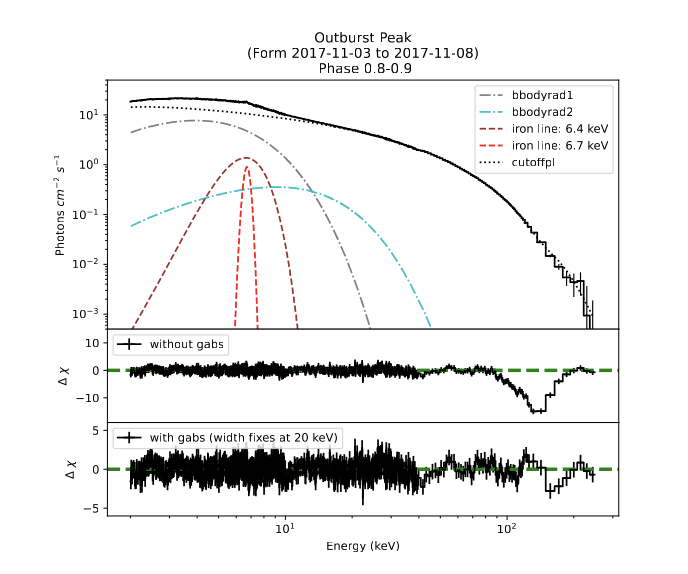 Outburst Peak
(Form 2017-11-03 to 2017-11-08)
Phase 0.8-0.9
bbodyrad1
bbodyrad2
iron line: 6.4 keV
iron line: 6.7 keV
cutoffpl
10¹
10⁰
10⁻¹
10⁻²
10⁻³
Photons cm⁻² s⁻¹
without gabs
10
0
−10
Δ χ
with gabs (width fixes at 20 keV)
5
0
−5
Δ χ
10¹ 10²
Energy (keV)